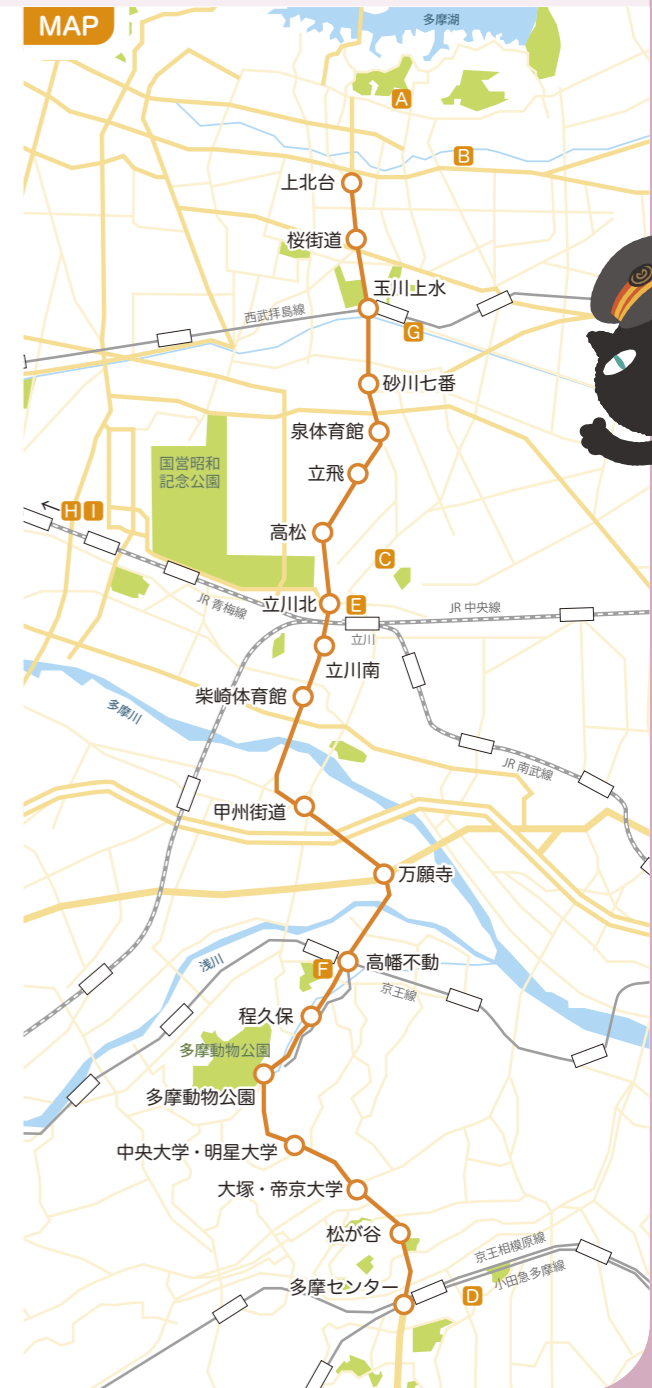 MAP
多摩湖
A
B
上北台
桜街道
玉川上水
西武拝島線
G
砂川七番
泉体育館
国営昭和
記念公園
立飛
←H I
高松
C
JR 青梅線
立川北
E
JR 中央線
立川
立川南
柴崎体育館
多摩川
JR 南武線
甲州街道
万願寺
浅川
F
高幡不動
京王線
程久保
多摩動物公園
多摩動物公園
中央大学・明星大学
大塚・帝京大学
松が谷
京王相模原線
小田急多摩線
多摩センター
D